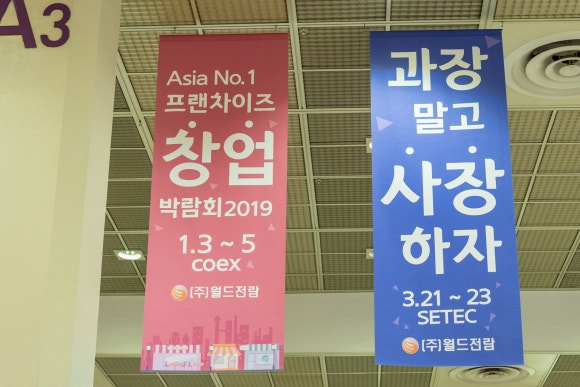 A3
Asia No.1
프랜차이즈
창업
박람회2019
1.3 ~ 5
coex
(주)월드전람
과장
말고
사장
하자
3.21 ~ 23
SETEC
(주)월드전람